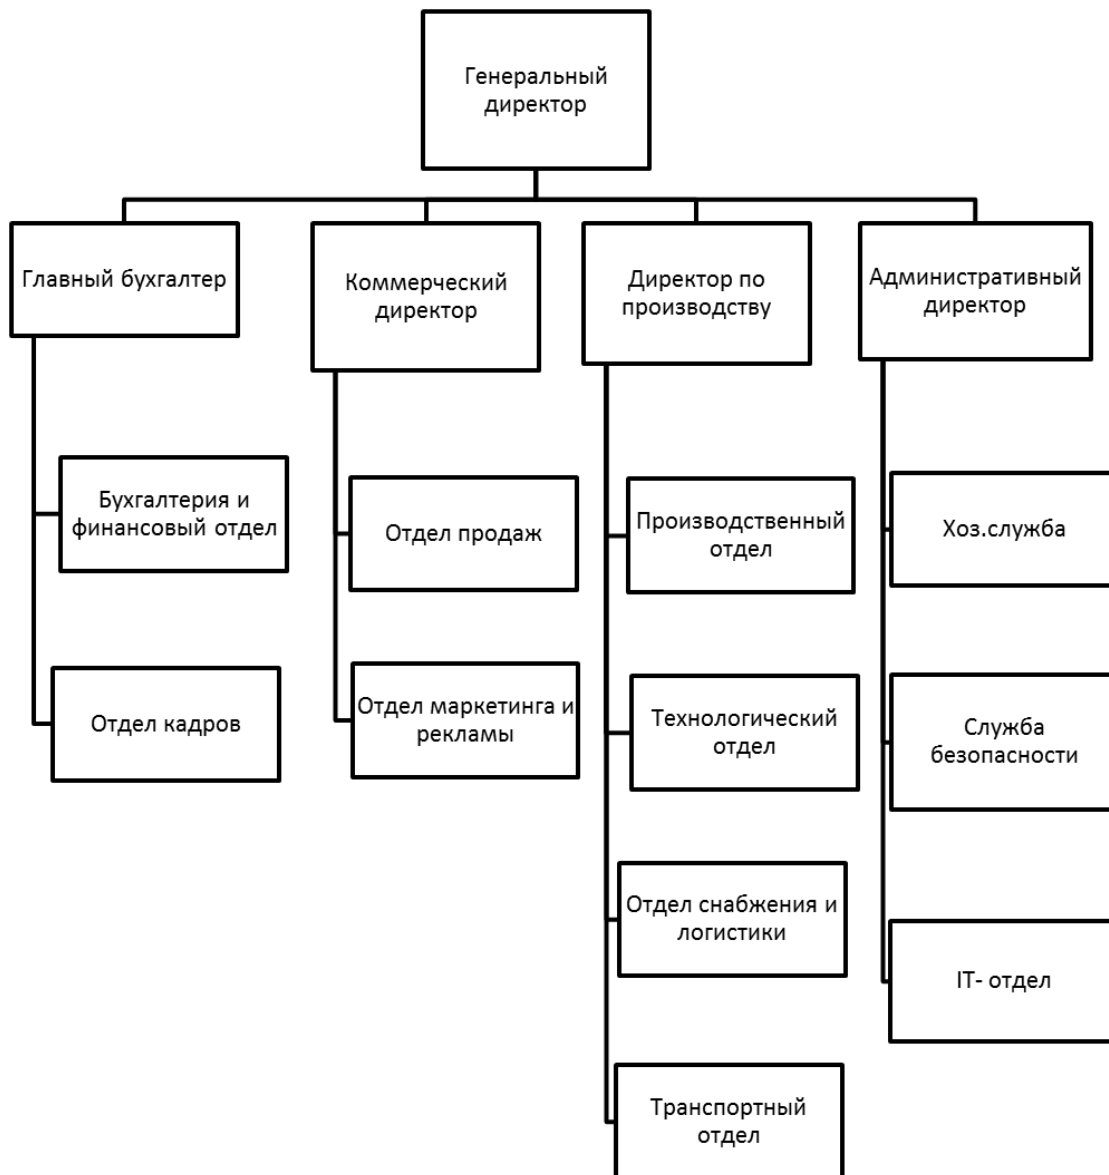 Генеральный
директор
Главный бухгалтер
Коммерческий
директор
Директор по
производству
Административный
директор
Бухгалтерия и
финансовый отдел
Отдел продаж
Производственный
отдел
Хоз.служба
Отдел кадров
Отдел маркетинга и
рекламы
Технологический
отдел
Служба
безопасности
Отдел снабжения и
логистики
IT- отдел
Транспортный
отдел